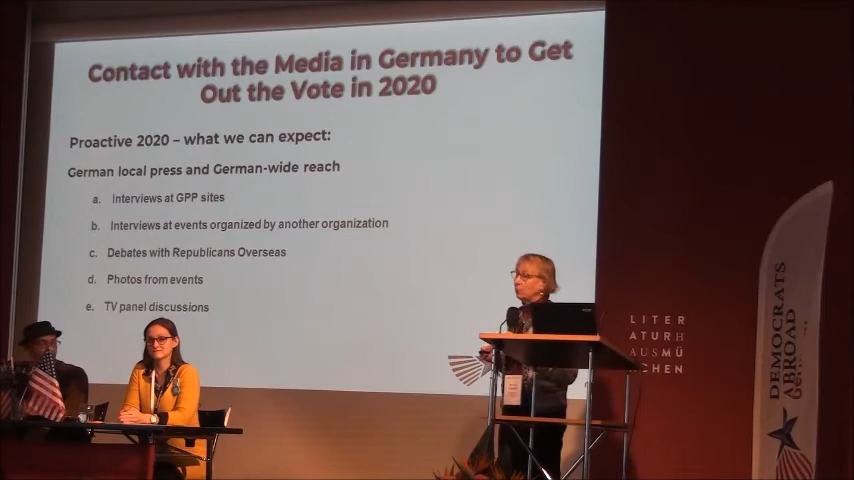 Contact with the Media in Germany to Get
Out the Vote in 2020
Proactive 2020 – what we can expect:
German local press and German-wide reach
a. Interviews at GPP sites
b. Interviews at events organized by another organization
c. Debates with Republicans Overseas
d. Photos from events
e. TV panel discussions
LITER
ATURH
AUSMÜ
CHEN
DEMOCRATS
ABROAD